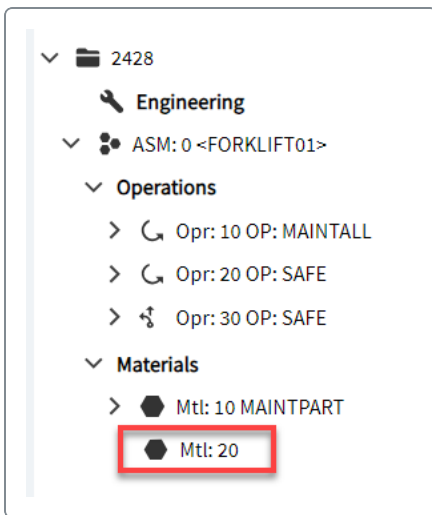 2428
Engineering
ASM: 0 <FORKLIFT01>
Operations
Opr: 10 OP: MAINTALL
Opr: 20 OP: SAFE
Opr: 30 OP: SAFE
Materials
Mtl: 10 MAINTPART
Mtl: 20